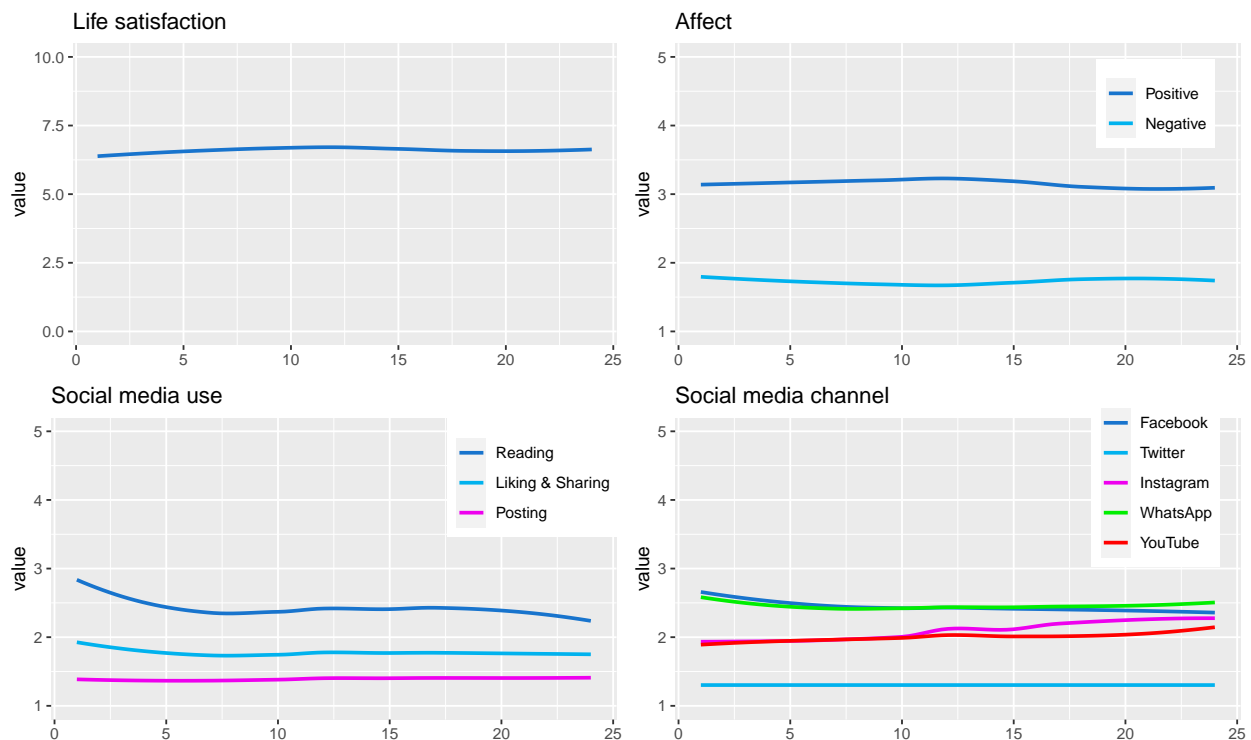 Life satisfaction
10.0
7.5
5.0
2.5
0.0
value
0 5 10 15 20 25
Affect
5
4
3
2
1
value
Positive
Negative
0 5 10 15 20 25
Social media use
5
4
3
2
1
value
Reading
Liking & Sharing
Posting
0 5 10 15 20 25
Social media channel
5
4
3
2
1
value
Facebook
Twitter
Instagram
WhatsApp
YouTube
0 5 10 15 20 25